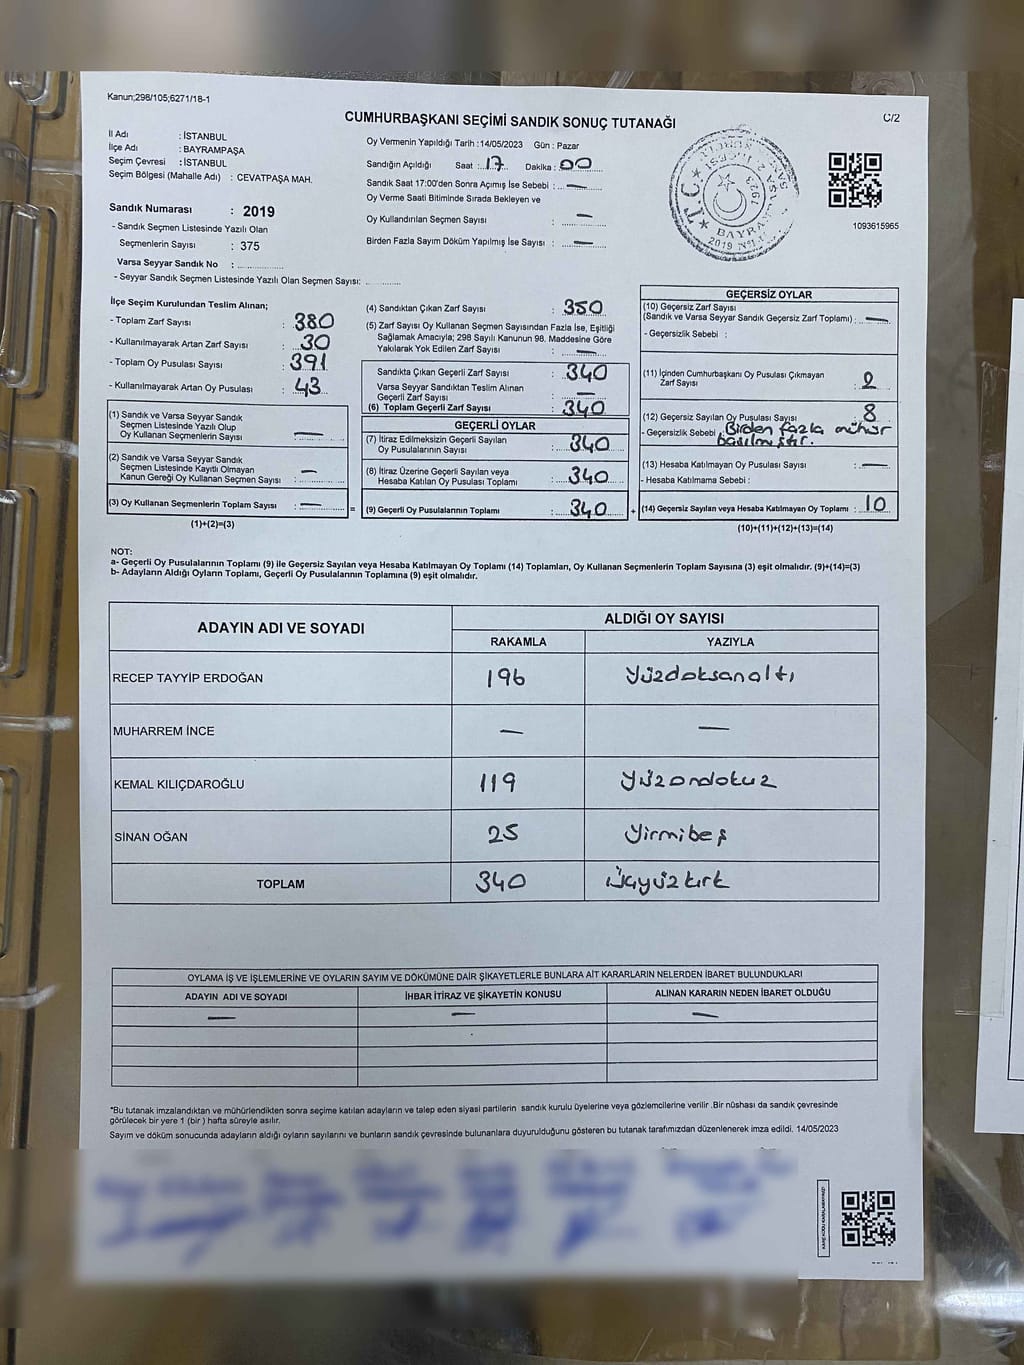 Kanun;298/105;6271/18-1
C/2
CUMHURBAŞKANI SEÇİMİ SANDIK SONUÇ TUTANAĞI
İl Adı : İSTANBUL
İlçe Adı : BAYRAMPAŞA
Seçim Çevresi : İSTANBUL
Seçim Bölgesi (Mahalle Adı) : CEVATPAŞA MAH.
Sandık Numarası : 2019
- Sandık Seçmen Listesinde Yazılı Olan
Seçmenlerin Sayısı : 375
Varsa Seyyar Sandık No :
- Seyyar Sandık Seçmen Listesinde Yazılı Olan Seçmen Sayısı:
Oy Vermenin Yapıldığı Tarih :14/05/2023 Gün : Pazar
Sandığın Açıldığı Saat :..17.. Dakika :.00..
Sandık Saat 17:00'den Sonra Açımış İse Sebebi : —
Oy Verme Saati Bitiminde Sırada Bekleyen ve
Oy Kullandırılan Seçmen Sayısı : —
Birden Fazla Sayım Döküm Yapılmış İse Sayısı : —
T.C.
BAYRAM
1923
2019 N
1093615965
İlçe Seçim Kurulundan Teslim Alınan;
- Toplam Zarf Sayısı : 380
- Kullanılmayarak Artan Zarf Sayısı : 30
- Toplam Oy Pusulası Sayısı : 391
- Kullanılmayarak Artan Oy Pusulası : 43
(1) Sandık ve Varsa Seyyar Sandık
Seçmen Listesinde Yazılı Olup
Oy Kullanan Seçmenlerin Sayısı : —
(2) Sandık ve Varsa Seyyar Sandık
Seçmen Listesinde Kayıtlı Olmayan
Kanun Gereği Oy Kullanan Seçmen Sayısı : —
(3) Oy Kullanan Seçmenlerin Toplam Sayısı : — =
(1)+(2)=(3)
(4) Sandıktan Çıkan Zarf Sayısı : 350
(5) Zarf Sayısı Oy Kullanan Seçmen Sayısından Fazla İse, Eşitliği
Sağlamak Amacıyla; 298 Sayılı Kanunun 98. Maddesine Göre
Yakılarak Yok Edilen Zarf Sayısı : —
Sandıkta Çıkan Geçerli Zarf Sayısı : 340
Varsa Seyyar Sandıktan Teslim Alınan
Geçerli Zarf Sayısı : —
(6) Toplam Geçerli Zarf Sayısı : 340
GEÇERLİ OYLAR
(7) İtiraz Edilmeksizin Geçerli Sayılan
Oy Pusulalarının Sayısı : 340
(8) İtiraz Üzerine Geçerli Sayılan veya
Hesaba Katılan Oy Pusulası Toplamı : 340
(9) Geçerli Oy Pusulalarının Toplamı : 340 +
GEÇERSİZ OYLAR
(10) Geçersiz Zarf Sayısı
(Sandık ve Varsa Seyyar Sandık Geçersiz Zarf Toplamı) : —
- Geçersizlik Sebebi :
(11) İçinden Cumhurbaşkanı Oy Pusulası Çıkmayan
Zarf Sayısı : 2
(12) Geçersiz Sayılan Oy Pusulası Sayısı : 8
- Geçersizlik Sebebi : Birden fazla mühür
basılmıştır.
(13) Hesaba Katılmayan Oy Pusulası Sayısı : —
- Hesaba Katılmama Sebebi :
(14) Geçersiz Sayılan veya Hesaba Katılmayan Oy Toplamı : 10
(10)+(11)+(12)+(13)=(14)
NOT:
a- Geçerli Oy Pusulalarının Toplamı (9) ile Geçersiz Sayılan veya Hesaba Katılmayan Oy Toplamı (14) Toplamları, Oy Kullanan Seçmenlerin Toplam Sayısına (3) eşit olmalıdır. (9)+(14)=(3)
b- Adayların Aldığı Oyların Toplamı, Geçerli Oy Pusulalarının Toplamına (9) eşit olmalıdır.
ADAYIN ADI VE SOYADI ALDIĞI OY SAYISI
RAKAMLA YAZIYLA
RECEP TAYYİP ERDOĞAN 196 Yüzdoksanaltı
MUHARREM İNCE — —
KEMAL KILIÇDAROĞLU 119 Yüzondokuz
SİNAN OĞAN 25 Yirmibeş
TOPLAM 340 Üçyüzkırk
OYLAMA İŞ VE İŞLEMLERİNE VE OYLARIN SAYIM VE DÖKÜMÜNE DAİR ŞİKAYETLERLE BUNLARA AİT KARARLARIN NELERDEN İBARET BULUNDUKLARI
ADAYIN ADI VE SOYADI İHBAR İTİRAZ VE ŞİKAYETİN KONUSU ALINAN KARARIN NEDEN İBARET OLDUĞU
— — —
*Bu tutanak imzalandıktan ve mühürlendikten sonra seçime katılan adayların ve talep eden siyasi partilerin sandık kurulu üyelerine veya gözlemcilerine verilir .Bir nüshası da sandık çevresinde
görülecek bir yere 1 (bir ) hafta süreyle asılır.
Sayım ve döküm sonucunda adayların aldığı oyların sayılarını ve bunların sandık çevresinde bulunanlara duyurulduğunu gösteren bu tutanak tarafımızdan düzenlenerek imza edildi. 14/05/2023
KARE KODU KARALAMAYINIZ!